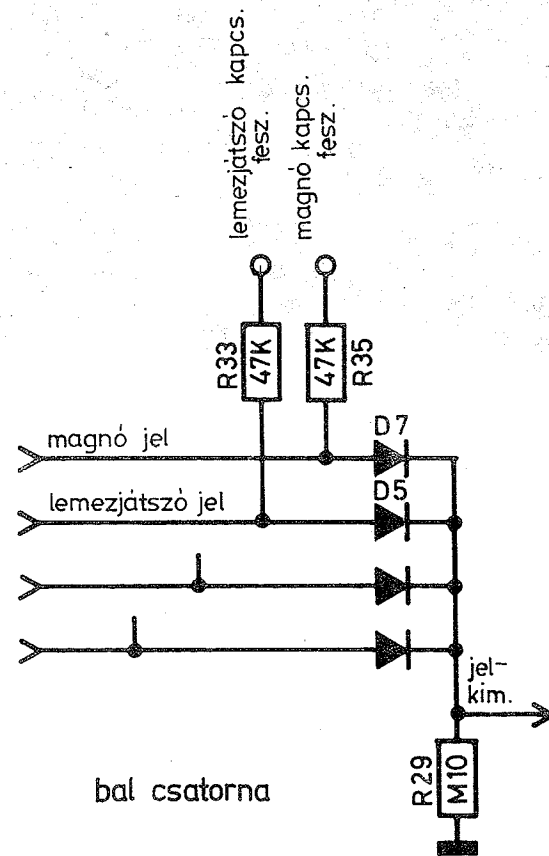 lemezjátszó kapcs.
fesz.
magnó kapcs.
fesz.
R33
47K
47K
R35
magnó jel
D7
lemezjátszó jel
D5
jel-
kim.
R29
M10
bal csatorna